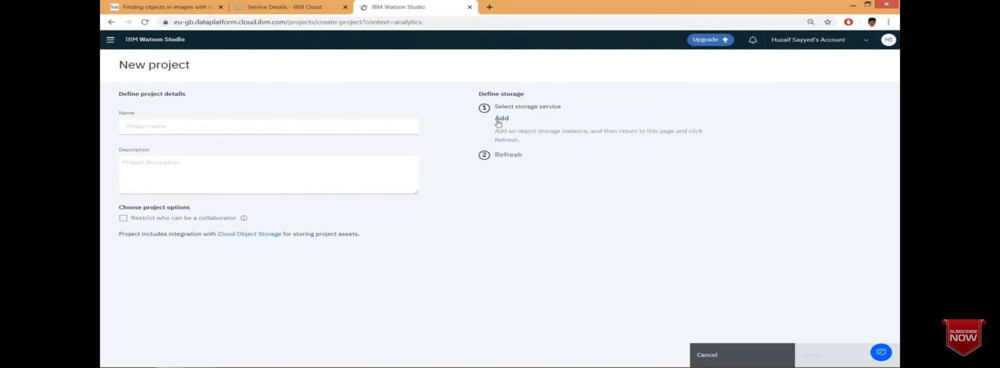 Finding objects in images with IB
Service Details - IBM Cloud
IBM Watson Studio
eu-gb.dataplatform.cloud.ibm.com/projects/create-project?context=analytics
IBM Watson Studio
Upgrade
Huzaif Sayyed's Account
HS
New project
Define project details
Name
Project name
Description
Project description
Choose project options
Restrict who can be a collaborator
Project includes integration with Cloud Object Storage for storing project assets.
Define storage
1 Select storage service
Add
Add an object storage instance, and then return to this page and click
Refresh.
2 Refresh
Cancel
Create
SUBSCRIBE
NOW